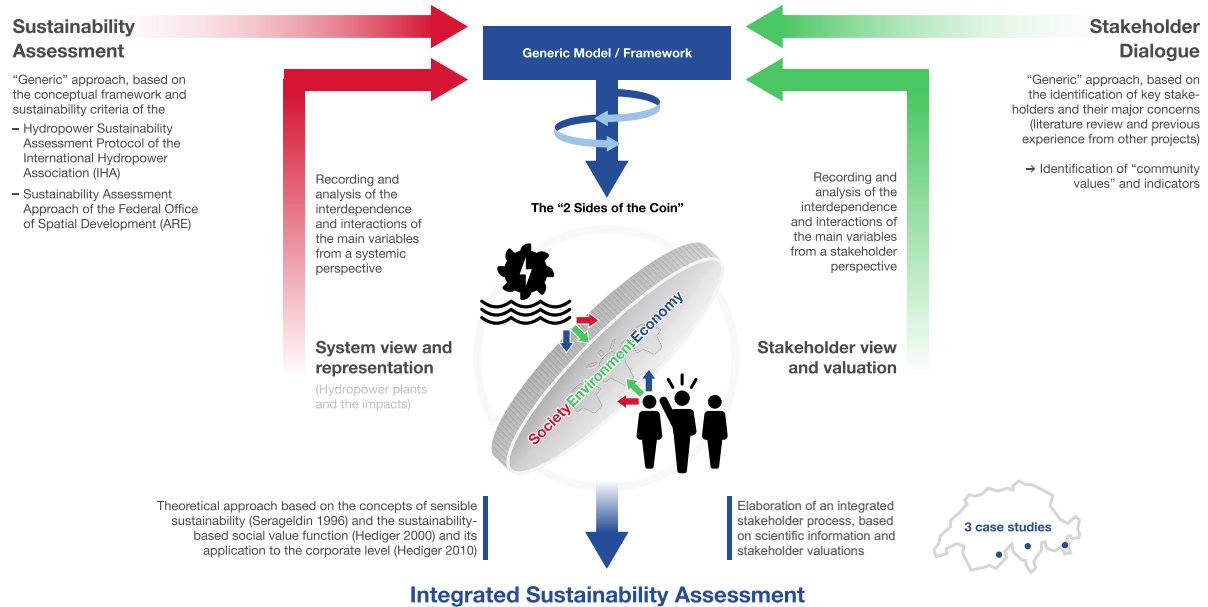 Sustainability
Assessment
“Generic” approach, based on
the conceptual framework and
sustainability criteria of the
– Hydropower Sustainability
Assessment Protocol of the
International Hydropower
Association (IHA)
– Sustainability Assessment
Approach of the Federal Office
of Spatial Development (ARE)
Recording and
analysis of the
interdependence
and interactions of
the main variables
from a systemic
perspective
System view and
representation
(Hydropower plants
and the impacts)
Generic Model / Framework
The “2 Sides of the Coin”
Society Environment Economy
Stakeholder
Dialogue
“Generic” approach, based on
the identification of key stake-
holders and their major concerns
(literature review and previous
experience from other projects)
→ Identification of “community
values” and indicators
Recording and
analysis of the
interdependence
and interactions
of the main variables
from a stakeholder
perspective
Stakeholder view
and valuation
Theoretical approach based on the concepts of sensible
sustainability (Serageldin 1996) and the sustainability-
based social value function (Hediger 2000) and its
application to the corporate level (Hediger 2010)
Elaboration of an integrated
stakeholder process, based
on scientific information and
stakeholder valuations
3 case studies
Integrated Sustainability Assessment